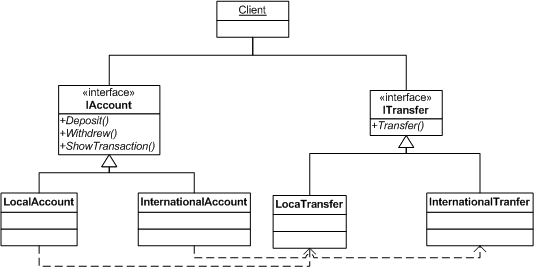 Client
«interface»
IAccount
+Deposit()
+Withdrew()
+ShowTransaction()
«interface»
ITransfer
+Transfer()
LocalAccount
InternationalAccount
LocaTransfer
InternationalTranfer